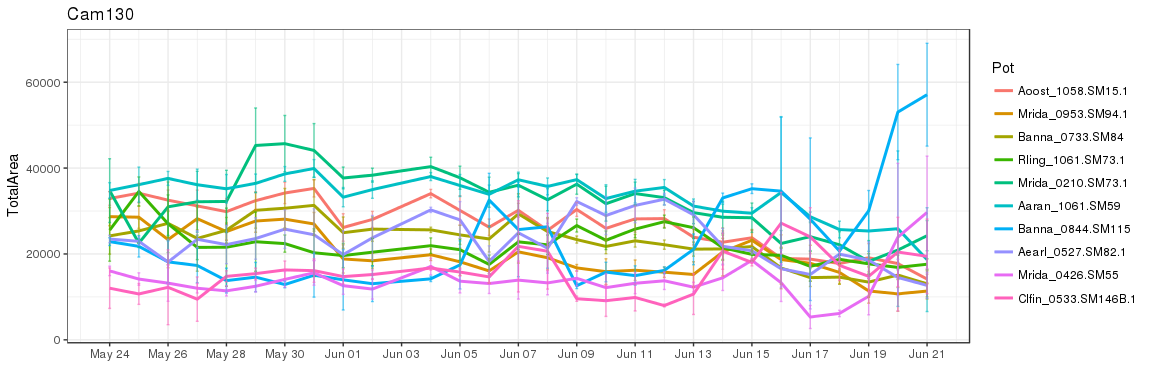 Cam130
TotalArea
60000
40000
20000
0
May 24 May 26 May 28 May 30 Jun 01 Jun 03 Jun 05 Jun 07 Jun 09 Jun 11 Jun 13 Jun 15 Jun 17 Jun 19 Jun 21
Pot
Aoost_1058.SM15.1
Mrida_0953.SM94.1
Banna_0733.SM84
Rling_1061.SM73.1
Mrida_0210.SM73.1
Aaran_1061.SM59
Banna_0844.SM115
Aearl_0527.SM82.1
Mrida_0426.SM55
Clfin_0533.SM146B.1